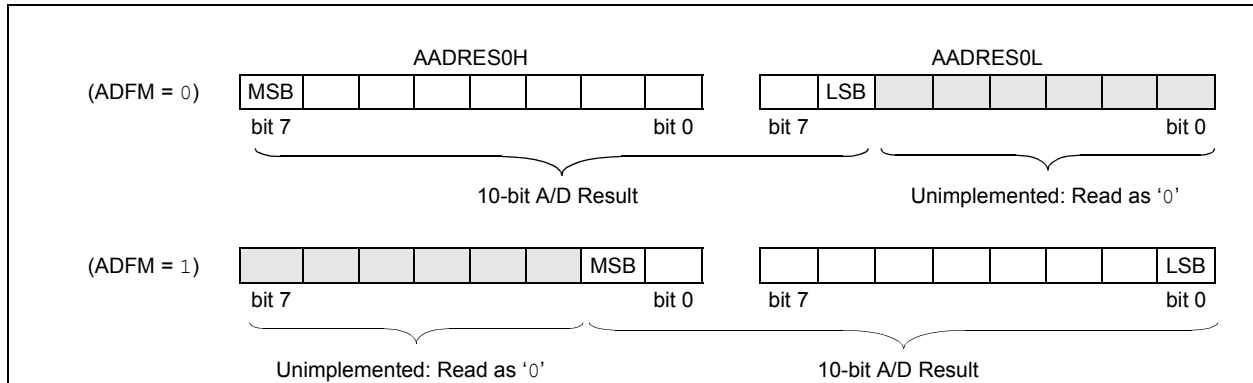 AADRES0H AADRES0L
(ADFM = 0) MSB LSB
bit 7 bit 0 bit 7 bit 0
10-bit A/D Result Unimplemented: Read as ‘0’
(ADFM = 1) MSB LSB
bit 7 bit 0 bit 7 bit 0
Unimplemented: Read as ‘0’ 10-bit A/D Result